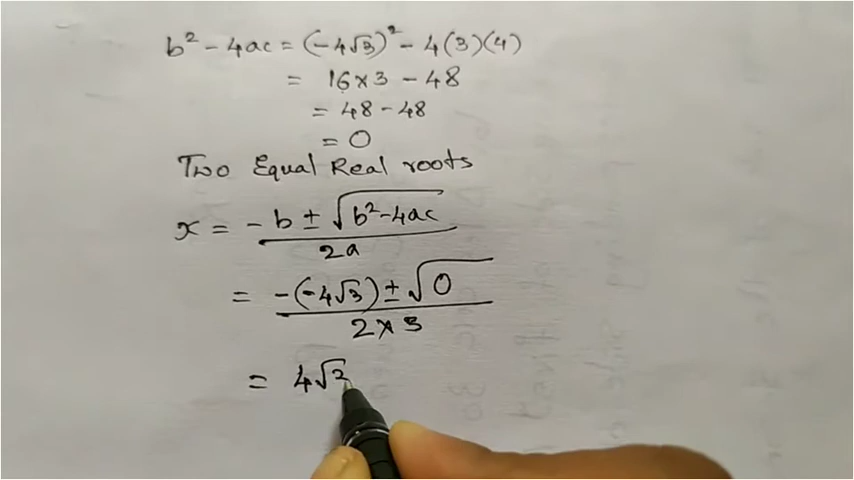 b² - 4ac = (-4√3)² - 4(3)(4)
= 16×3 - 48
= 48 - 48
= 0
Two Equal Real roots
x = -b ± √b²-4ac
2a
= -(-4√3) ± √0
2×3
= 4√3